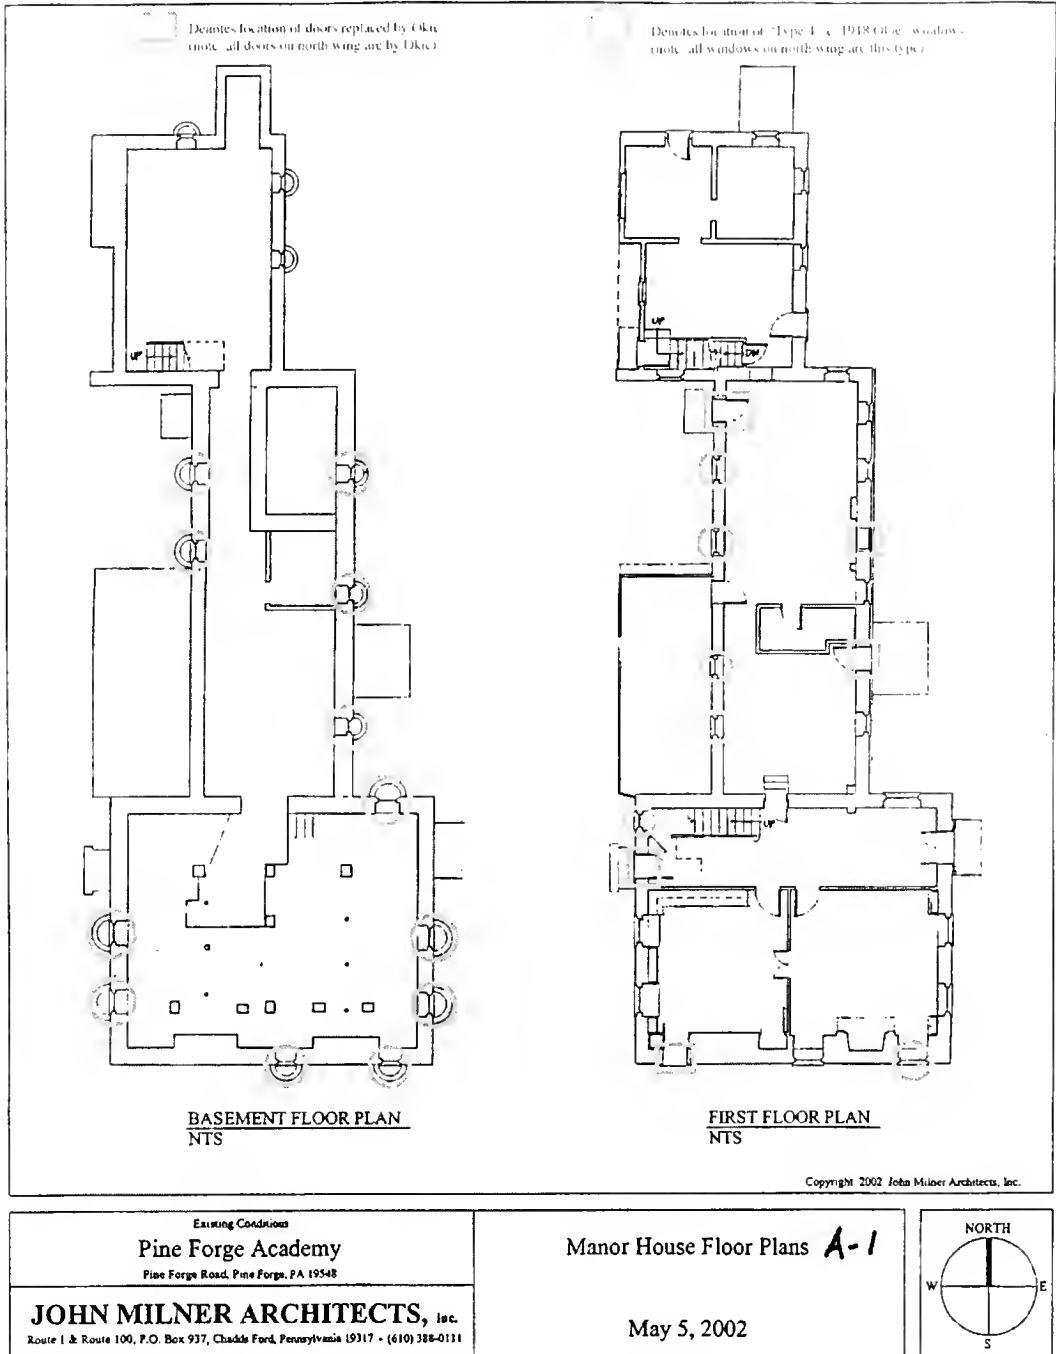 Denotes location of doors replaced by Okie
(note all doors on north wing are by Okie)
Denotes location of "Type 4" c. 1918 Okie windows
(note all windows on north wing are this type)
UP
UP
DN
UP
BASEMENT FLOOR PLAN
NTS
FIRST FLOOR PLAN
NTS
Copyright 2002 John Milner Architects, Inc.
Existing Conditions
Pine Forge Academy
Pine Forge Road, Pine Forge, PA 19548
JOHN MILNER ARCHITECTS, Inc.
Route 1 & Route 100, P.O. Box 937, Chadds Ford, Pennsylvania 19317 • (610) 388-0111
Manor House Floor Plans A-1
May 5, 2002
NORTH
W
E
S